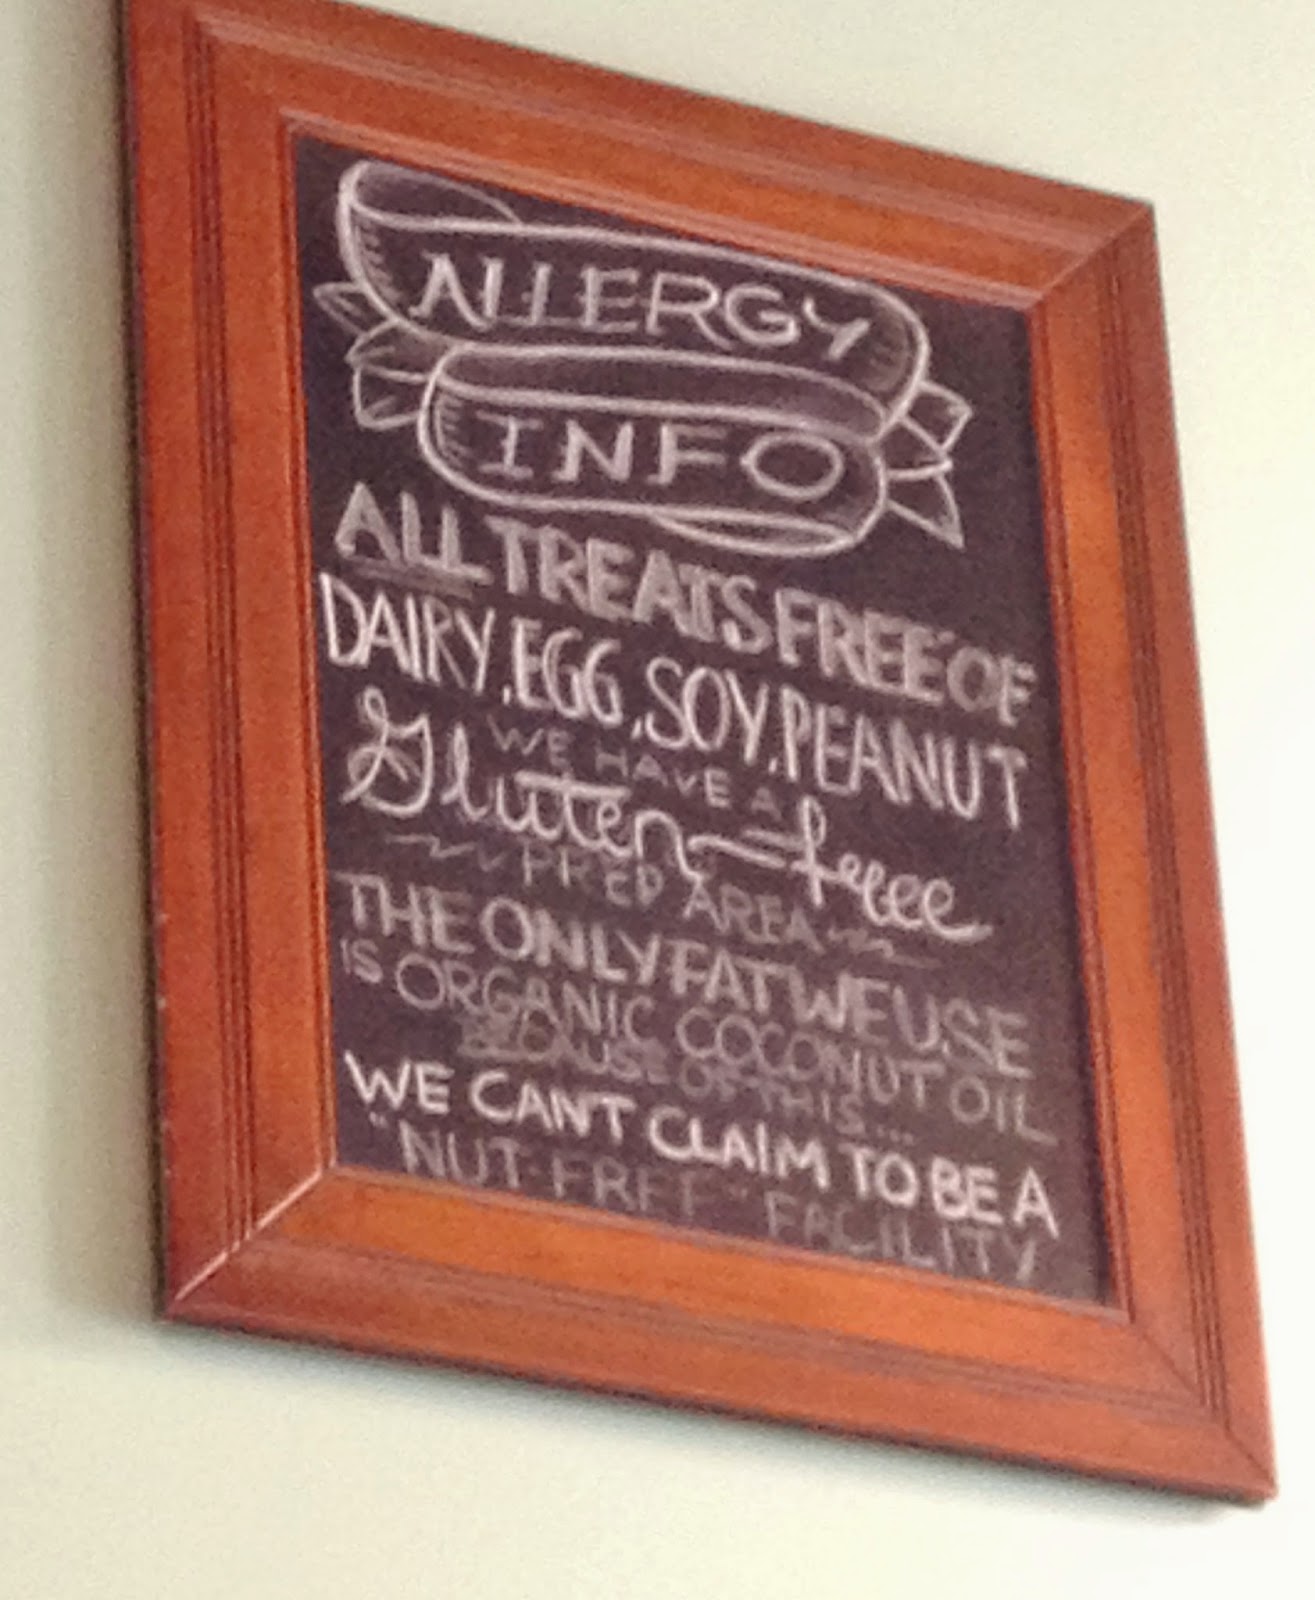 ALLERGY
INFO
ALL TREATS FREE OF
DAIRY, EGG, SOY, PEANUT
WE HAVE A
Gluten-free
PREP AREA
THE ONLY FAT WE USE
IS ORGANIC COCONUT OIL
BECAUSE OF THIS...
WE CAN'T CLAIM TO BE A
"NUT-FREE" FACILITY